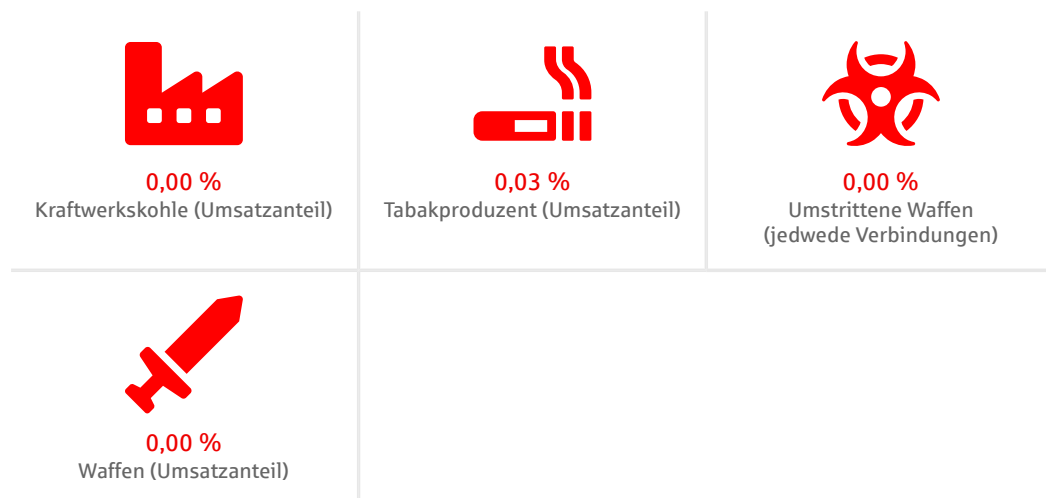 0,00 %
Kraftwerkskohle (Umsatzanteil)
0,03 %
Tabakproduzent (Umsatzanteil)
0,00 %
Umstrittene Waffen
(jedwede Verbindungen)
0,00 %
Waffen (Umsatzanteil)